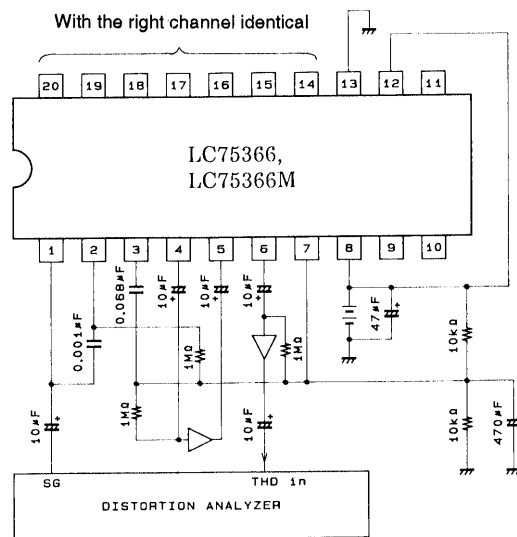 With the right channel identical
20 19 18 17 16 15 14 13 12 11
LC75366,
LC75366M
1 2 3 4 5 6 7 8 9 10
0.001μF
0.068μF
10μF
10μF
10μF
47μF
10kΩ
1MΩ
1MΩ
1MΩ
10μF
10μF
10kΩ
470μF
SG THD in
DISTORTION ANALYZER